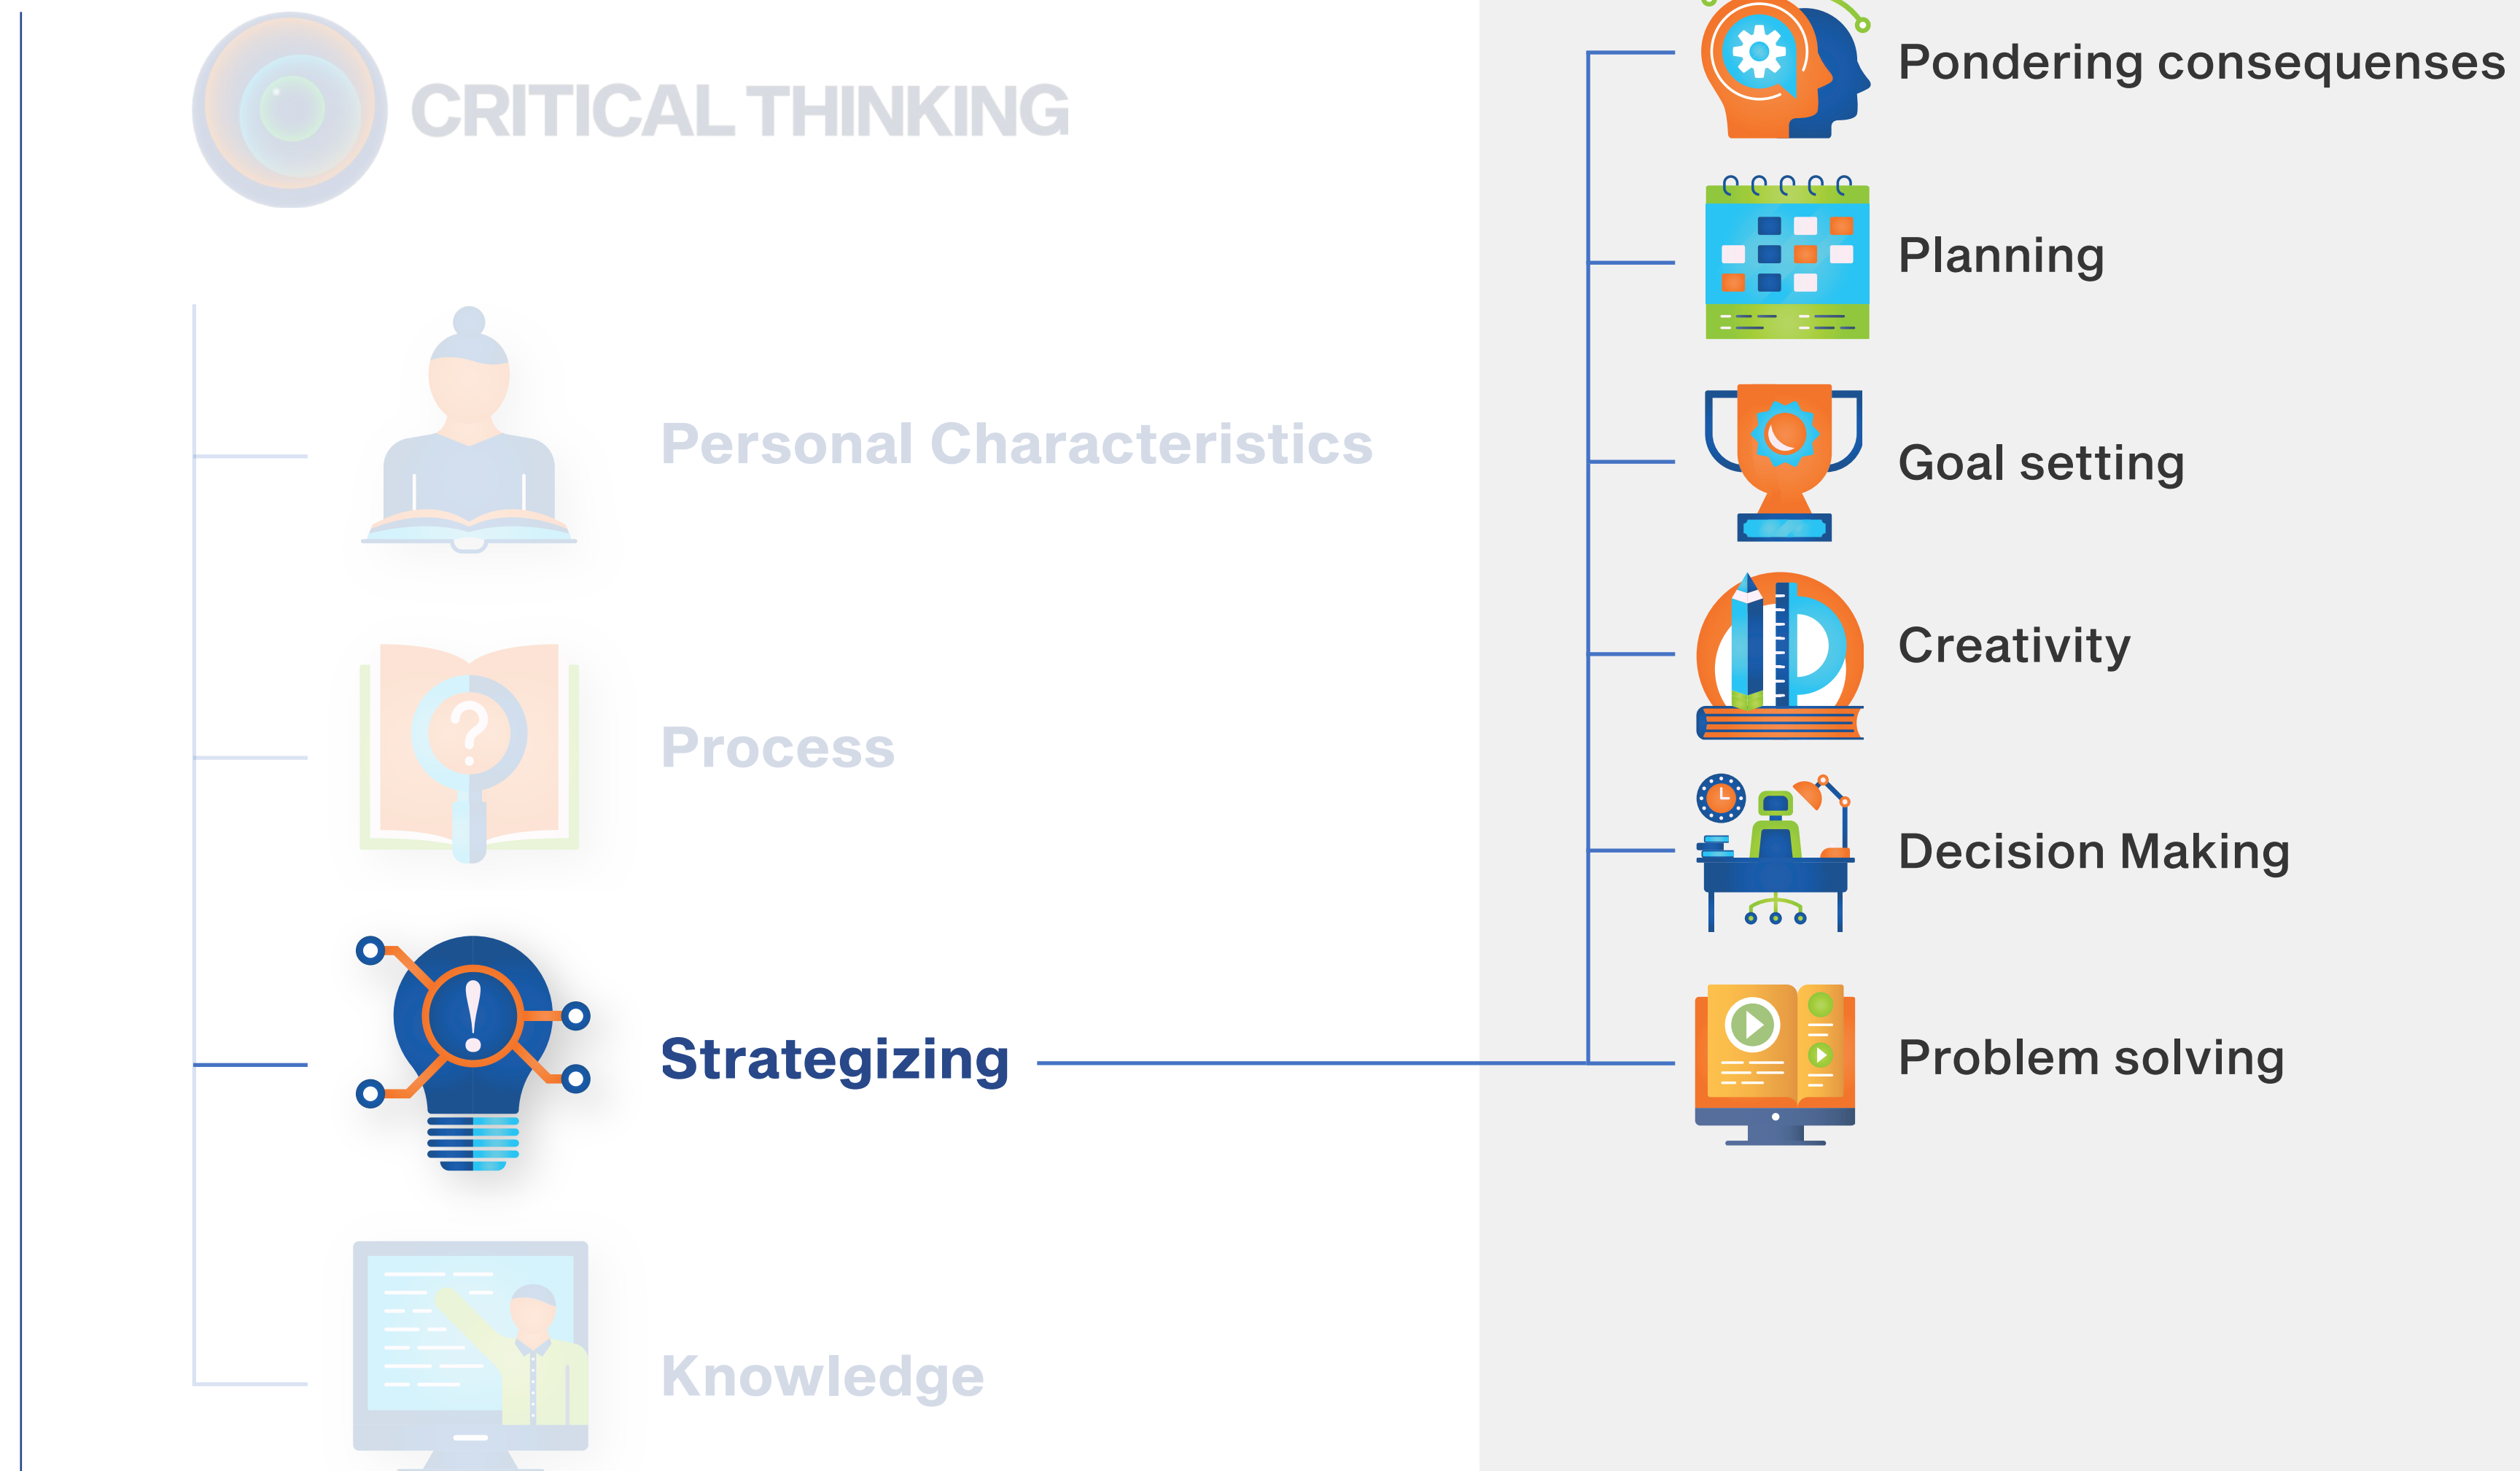 CRITICAL THINKING
Personal Characteristics
Process
Strategizing
Knowledge
Pondering consequenses
Planning
Goal setting
Creativity
Decision Making
Problem solving